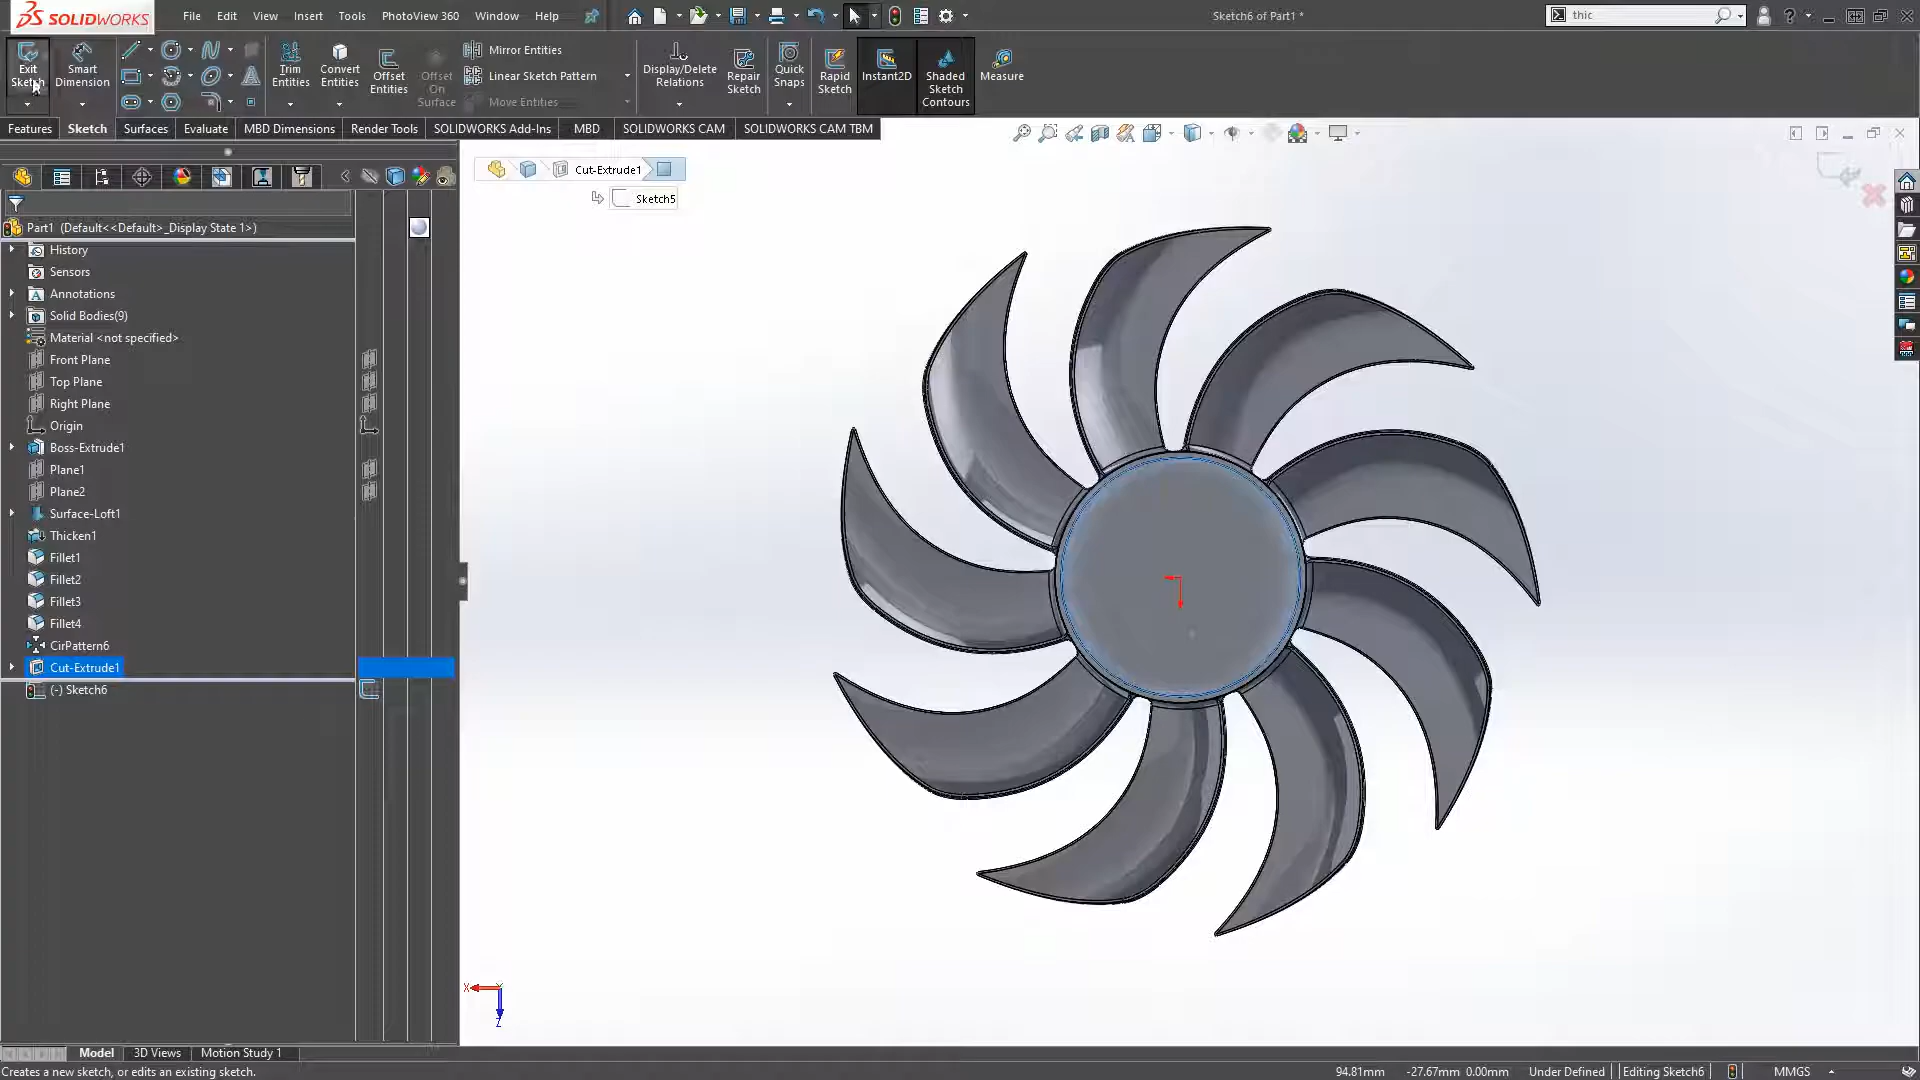 SOLIDWORKS File Edit View Insert Tools PhotoView 360 Window Help Sketch6 of Part1 * thic
Exit Sketch
Smart Dimension
Trim Entities
Convert Entities
Offset Entities
Offset On Surface
Mirror Entities
Linear Sketch Pattern
Move Entities
Display/Delete Relations
Repair Sketch
Quick Snaps
Rapid Sketch
Instant2D
Shaded Sketch Contours
Measure
Features Sketch Surfaces Evaluate MBD Dimensions Render Tools SOLIDWORKS Add-Ins MBD SOLIDWORKS CAM SOLIDWORKS CAM TBM
Cut-Extrude1
Sketch5
Part1 (Default<<Default>_Display State 1>)
History
Sensors
Annotations
Solid Bodies(9)
Material <not specified>
Front Plane
Top Plane
Right Plane
Origin
Boss-Extrude1
Plane1
Plane2
Surface-Loft1
Thicken1
Fillet1
Fillet2
Fillet3
Fillet4
CirPattern6
Cut-Extrude1
(-) Sketch6
X
Z
Model 3D Views Motion Study 1
Creates a new sketch, or edits an existing sketch. 94.81mm -27.67mm 0.00mm Under Defined Editing Sketch6 MMGS